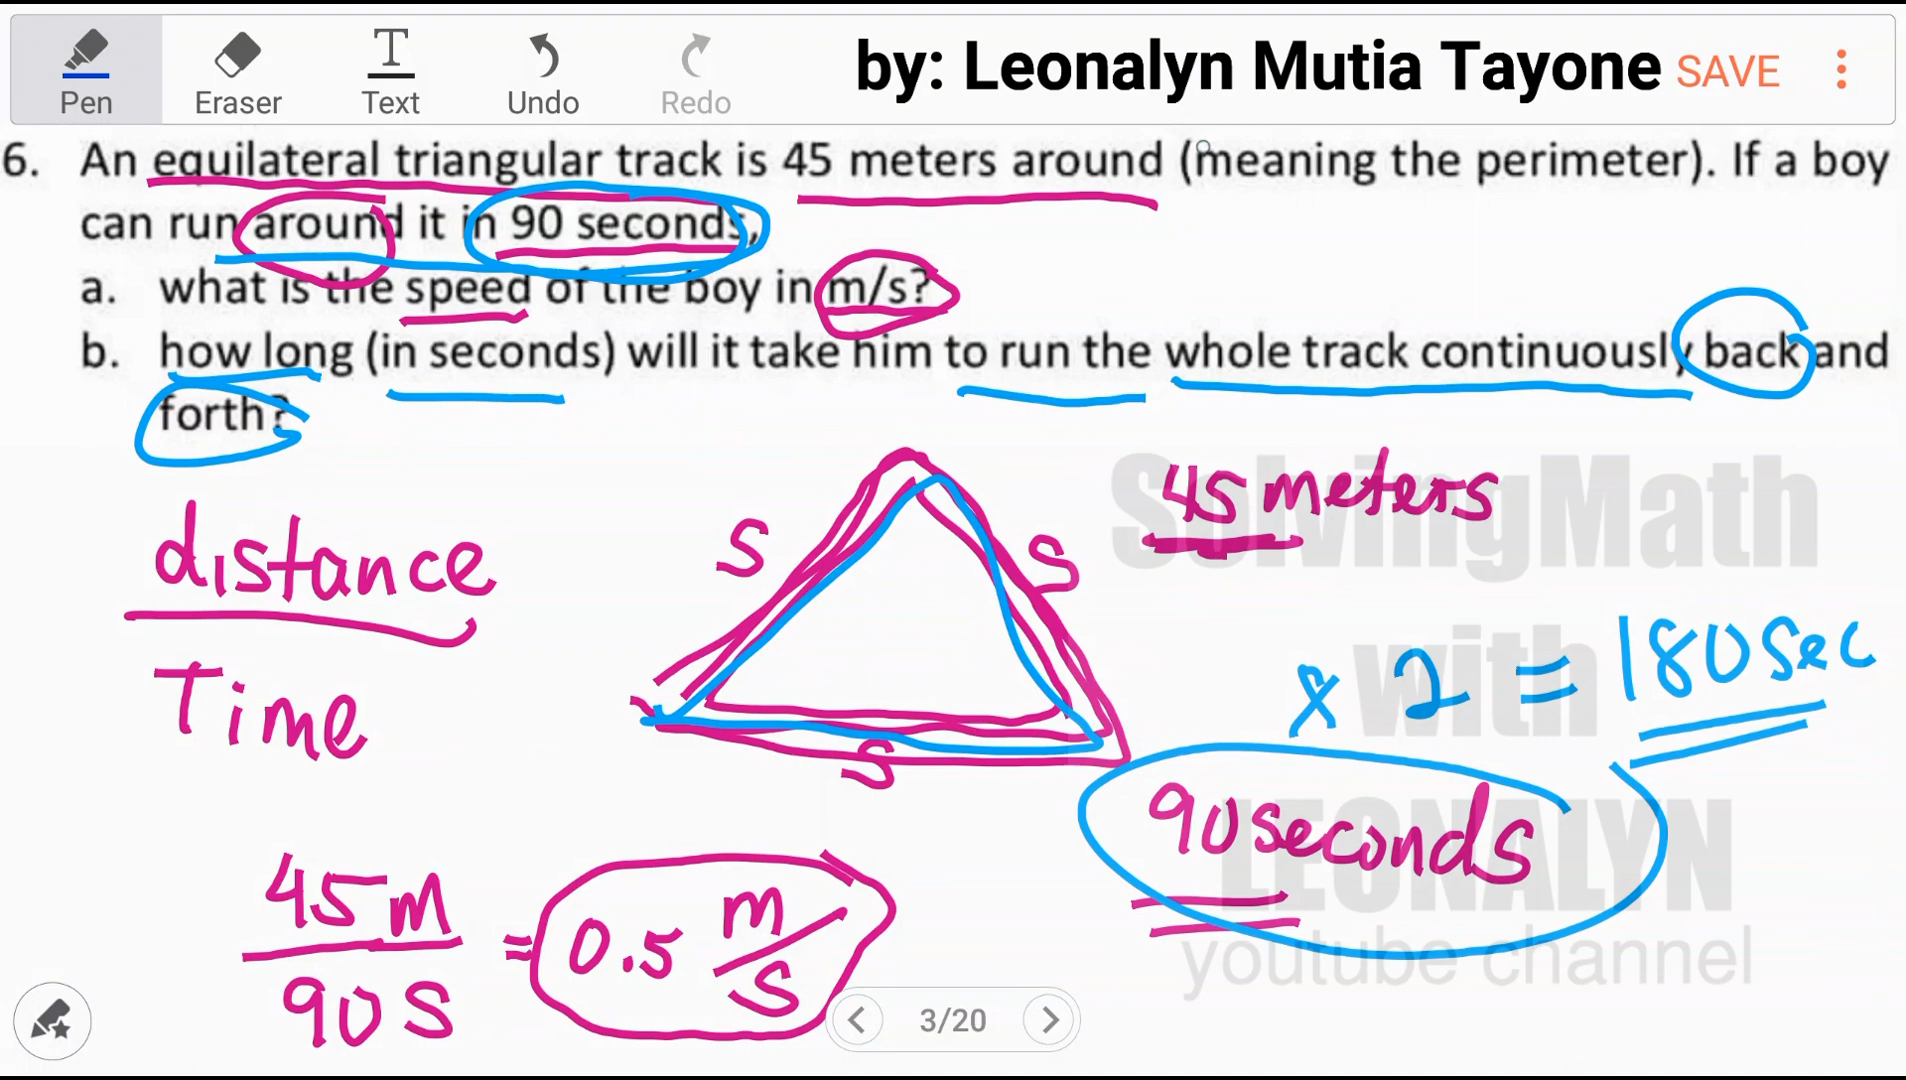 by: Leonalyn Mutia Tayone
SAVE
Pen
Eraser
Text
Undo
Redo
6. An equilateral triangular track is 45 meters around (meaning the perimeter). If a boy
can run around it in 90 seconds,
a. what is the speed of the boy in m/s?
b. how long (in seconds) will it take him to run the whole track continuously back and
forth?
distance
Time
S
S
S
45 meters
x 2 = 180 sec
90 seconds
45 m
90 S
= 0.5 m/s
SolvingMath
with
LEONALYN
youtube channel
3/20